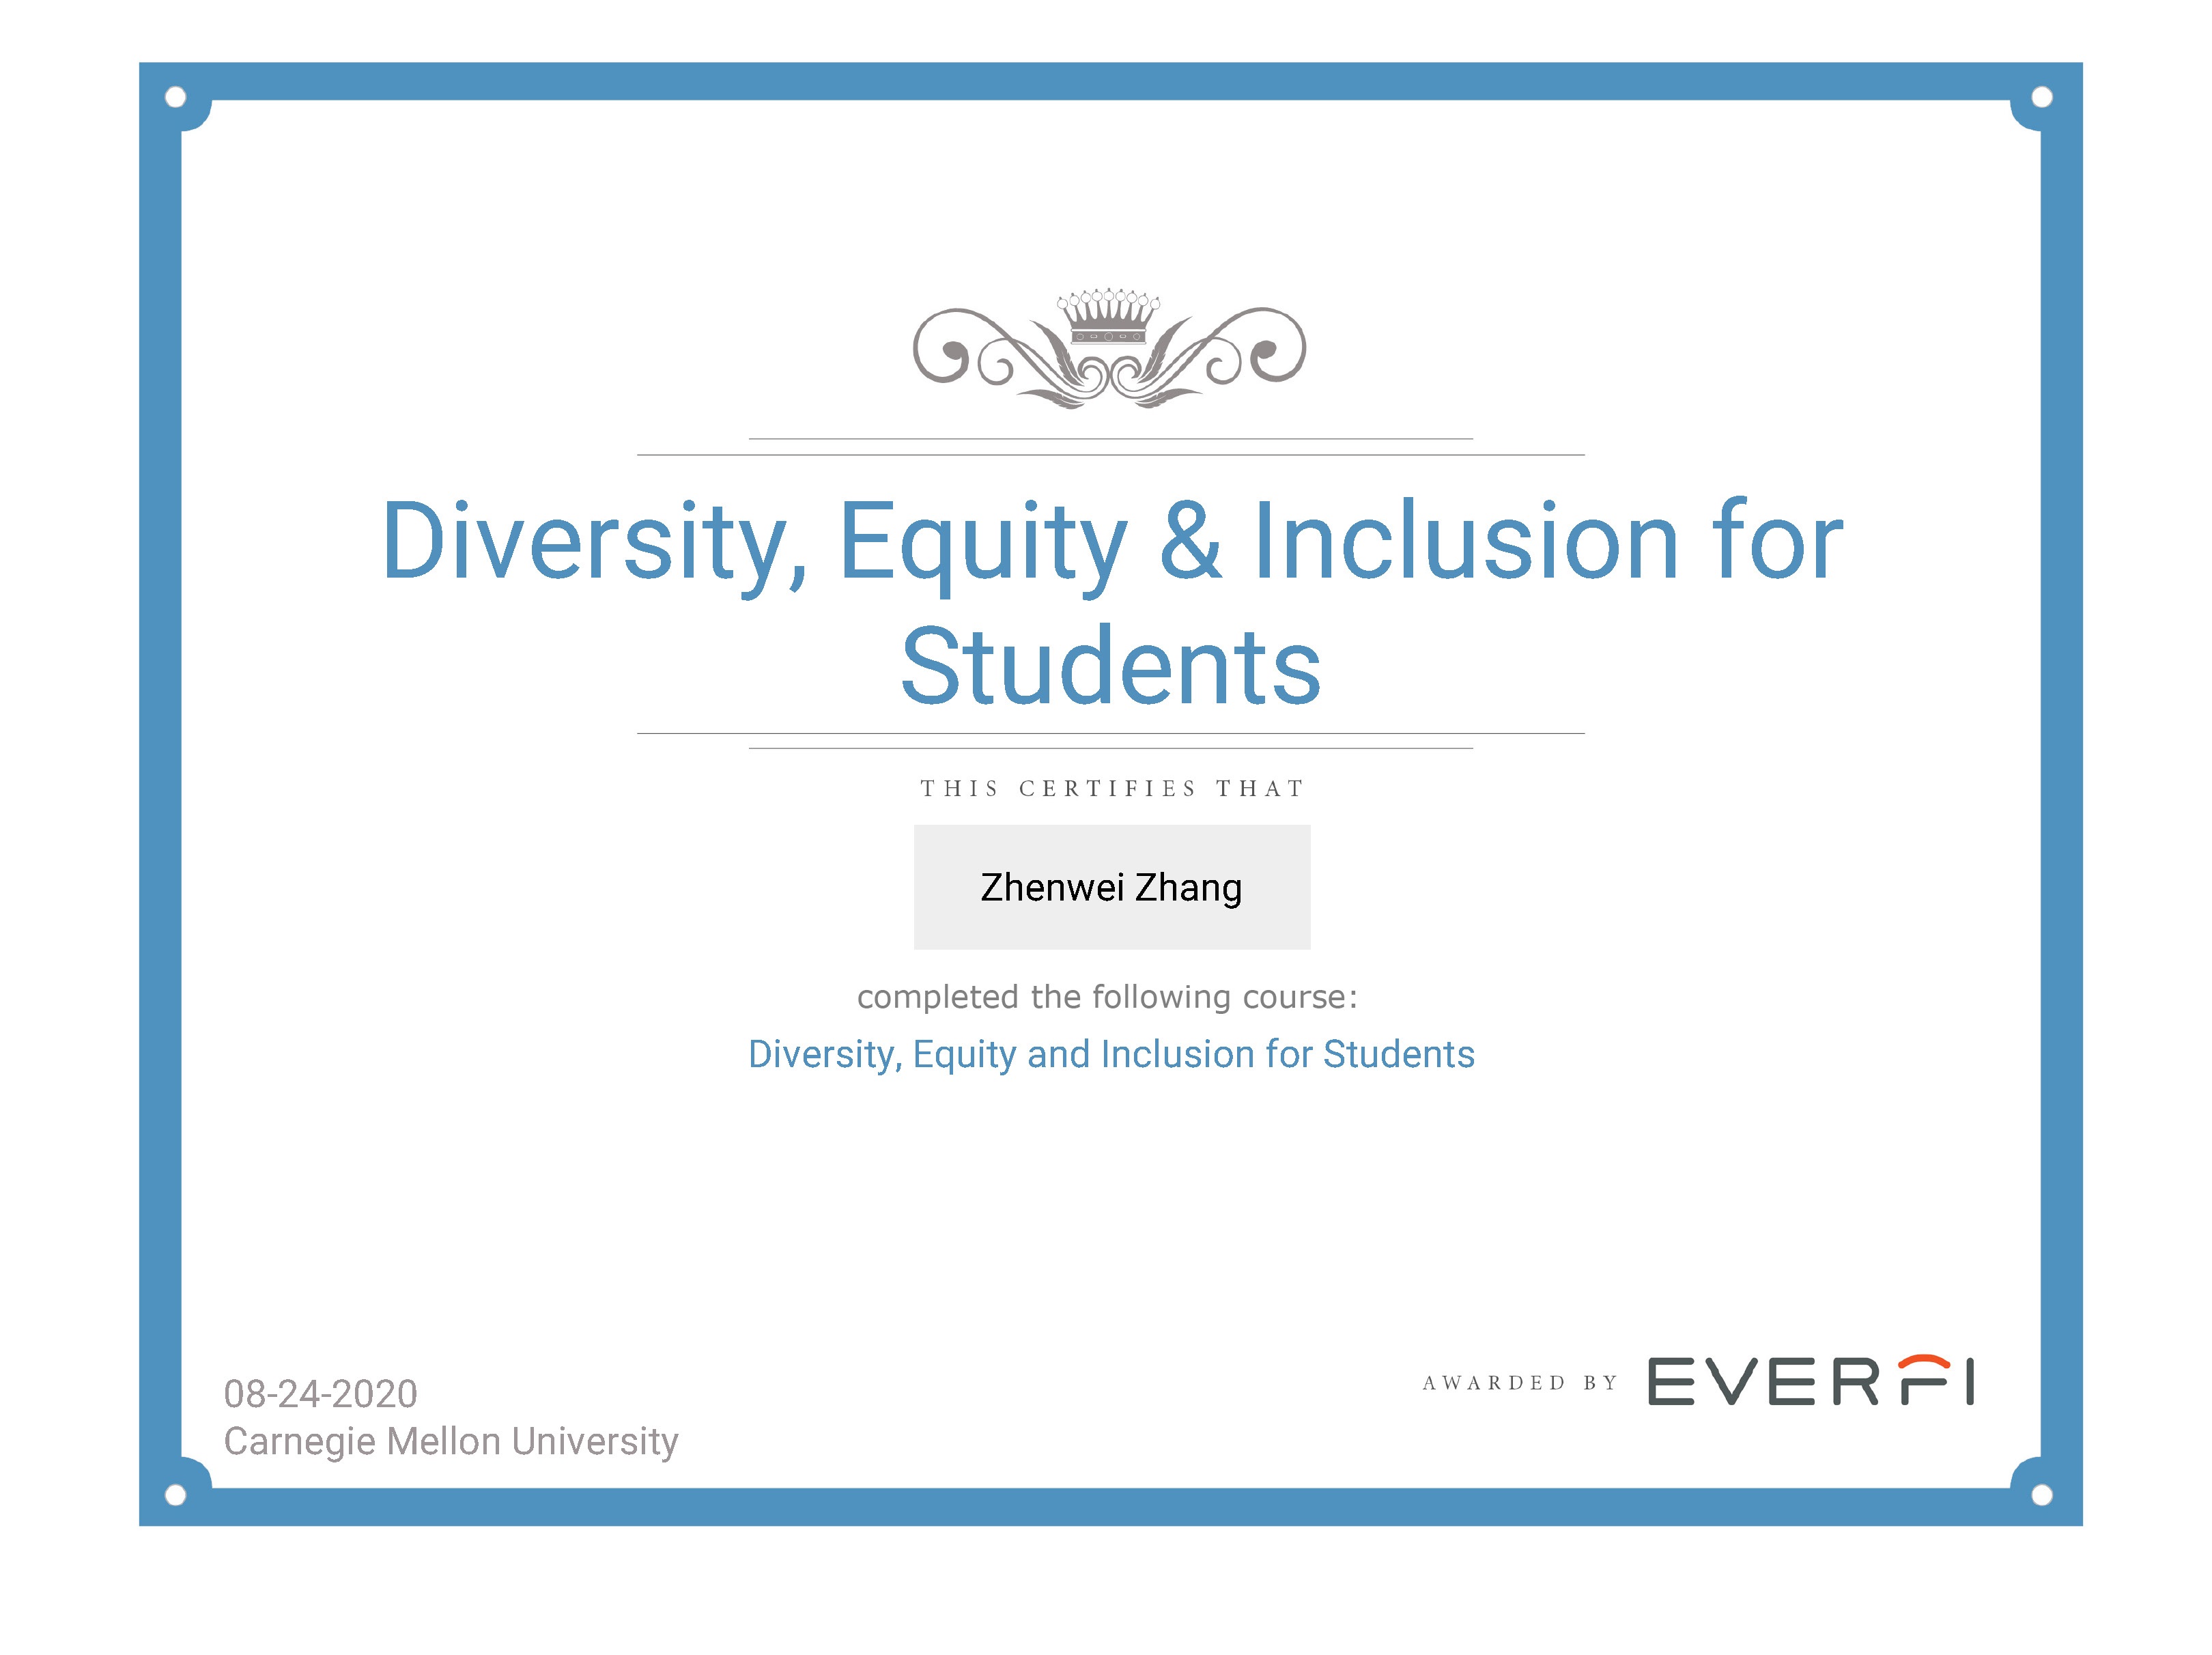 Diversity, Equity & Inclusion for
Students
THIS CERTIFIES THAT
Zhenwei Zhang
completed the following course:
Diversity, Equity and Inclusion for Students
08-24-2020
Carnegie Mellon University
AWARDED BY EVERFI